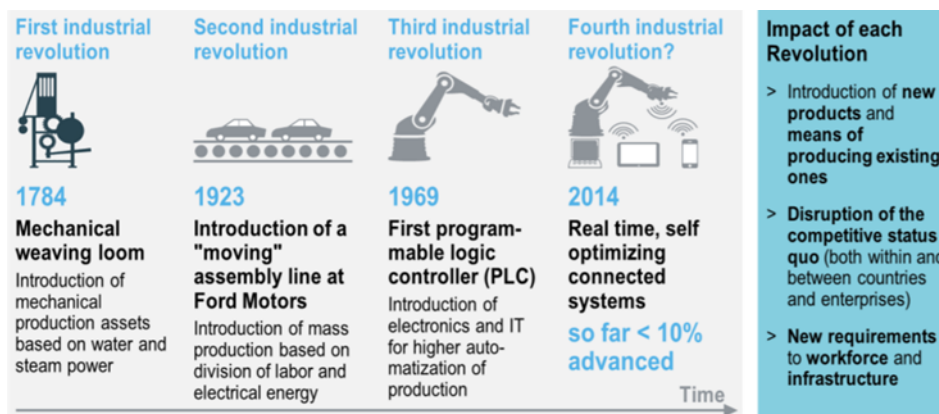 First industrial
revolution
1784
Mechanical
weaving loom
Introduction of
mechanical
production assets
based on water and
steam power
Second industrial
revolution
1923
Introduction of a
"moving"
assembly line at
Ford Motors
Introduction of mass
production based on
division of labor and
electrical energy
Third industrial
revolution
1969
First program-
mable logic
controller (PLC)
Introduction of
electronics and IT
for higher auto-
matization of
production
Fourth industrial
revolution?
2014
Real time, self
optimizing
connected
systems
so far < 10%
advanced
Time
Impact of each
Revolution
> Introduction of new
products and
means of
producing existing
ones
> Disruption of the
competitive status
quo (both within and
between countries
and enterprises)
> New requirements
to workforce and
infrastructure